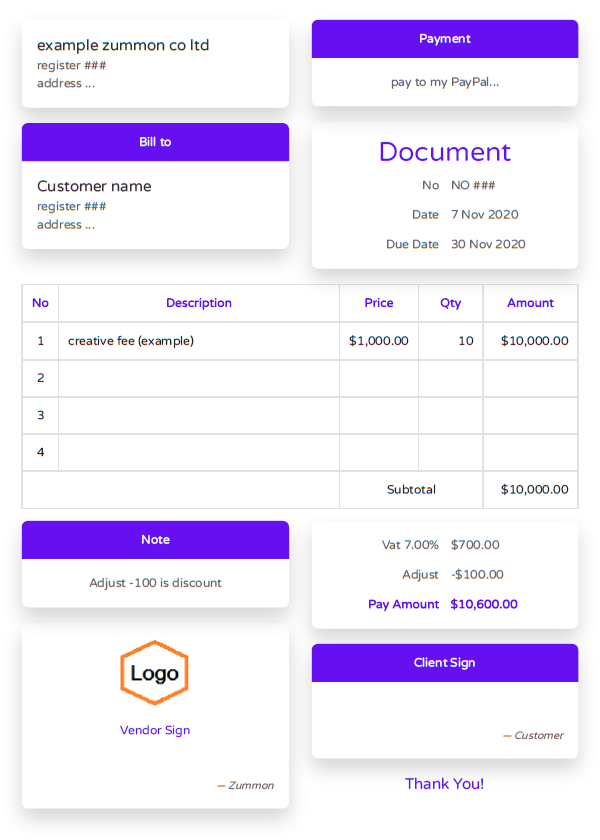 example zummon co ltd
register ###
address ...
Payment
pay to my PayPal...
Bill to
Customer name
register ###
address ...
Document
No NO ###
Date 7 Nov 2020
Due Date 30 Nov 2020
No Description Price Qty Amount
1 creative fee (example) $1,000.00 10 $10,000.00
2
3
4
Subtotal $10,000.00
Note
Adjust -100 is discount
Vat 7.00% $700.00
Adjust -$100.00
Pay Amount $10,600.00
Logo
Vendor Sign
— Zummon
Client Sign
— Customer
Thank You!